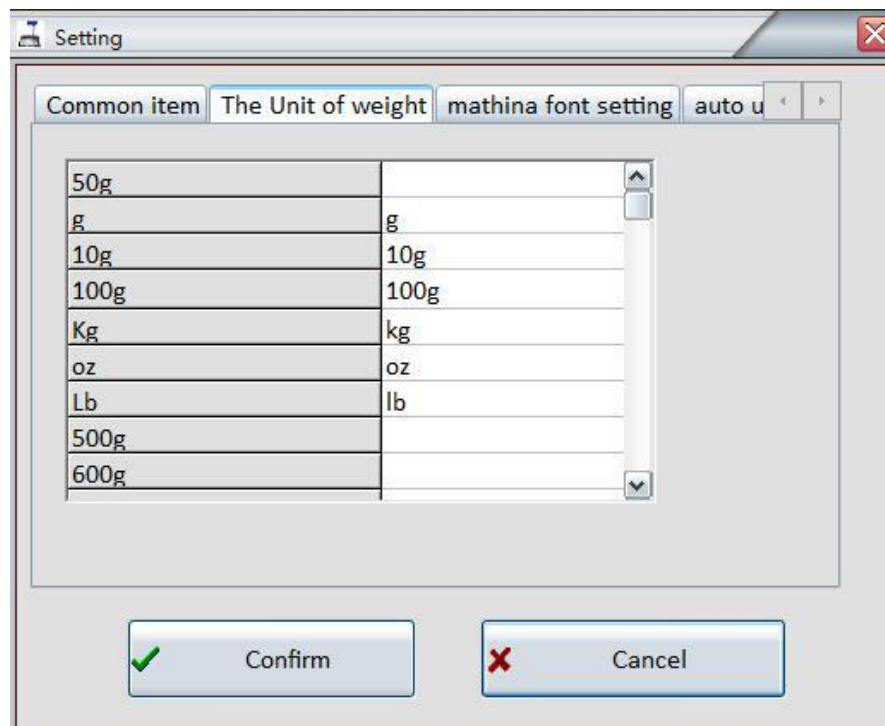 Setting
Common item The Unit of weight mathina font setting auto u
50g
g g
10g 10g
100g 100g
Kg kg
oz oz
Lb lb
500g
600g
Confirm Cancel